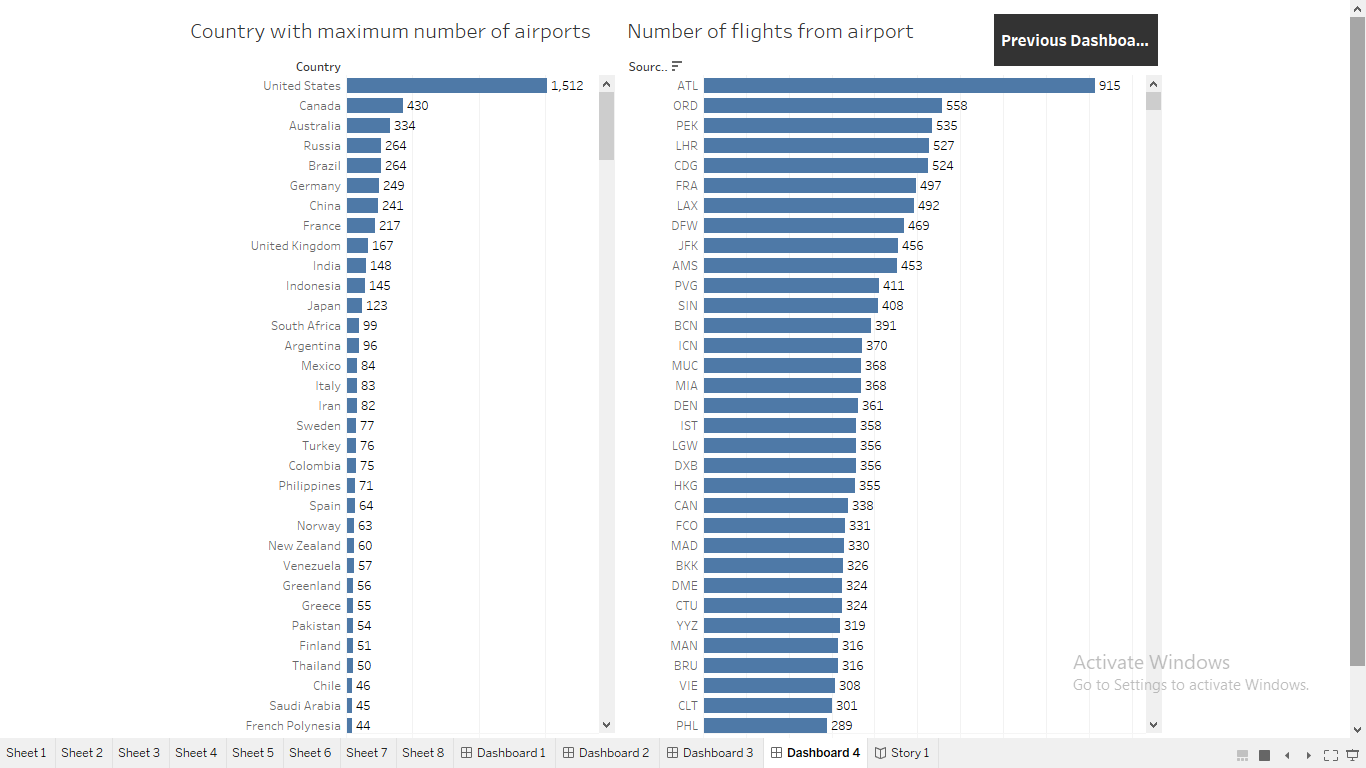 Country with maximum number of airports
Number of flights from airport
Previous Dashboa...
Country
United States 1,512
Canada 430
Australia 334
Russia 264
Brazil 264
Germany 249
China 241
France 217
United Kingdom 167
India 148
Indonesia 145
Japan 123
South Africa 99
Argentina 96
Mexico 84
Italy 83
Iran 82
Sweden 77
Turkey 76
Colombia 75
Philippines 71
Spain 64
Norway 63
New Zealand 60
Venezuela 57
Greenland 56
Greece 55
Pakistan 54
Finland 51
Thailand 50
Chile 46
Saudi Arabia 45
French Polynesia 44
Sourc..
ATL 915
ORD 558
PEK 535
LHR 527
CDG 524
FRA 497
LAX 492
DFW 469
JFK 456
AMS 453
PVG 411
SIN 408
BCN 391
ICN 370
MUC 368
MIA 368
DEN 361
IST 358
LGW 356
DXB 356
HKG 355
CAN 338
FCO 331
MAD 330
BKK 326
DME 324
CTU 324
YYZ 319
MAN 316
BRU 316
VIE 308
CLT 301
PHL 289
Activate Windows
Go to Settings to activate Windows.
Sheet 1 Sheet 2 Sheet 3 Sheet 4 Sheet 5 Sheet 6 Sheet 7 Sheet 8 Dashboard 1 Dashboard 2 Dashboard 3 Dashboard 4 Story 1